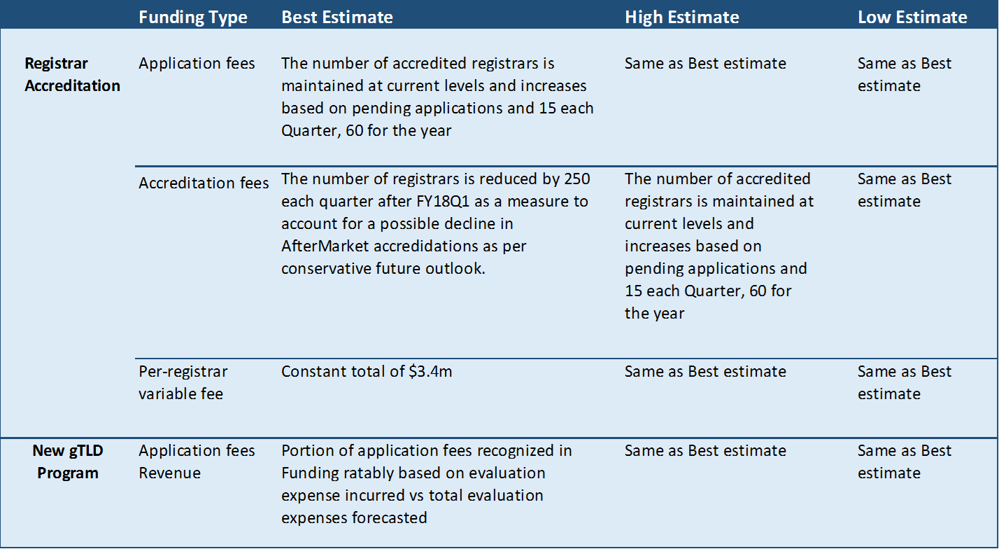 Funding Type Best Estimate High Estimate Low Estimate
Registrar
Accreditation
Application fees
The number of accredited registrars is
maintained at current levels and increases
based on pending applications and 15 each
Quarter, 60 for the year
Same as Best estimate
Same as Best
estimate
Accreditation fees
The number of registrars is reduced by 250
each quarter after FY18Q1 as a measure to
account for a possible decline in
AfterMarket accredidations as per
conservative future outlook.
The number of accredited
registrars is maintained at
current levels and
increases based on
pending applications and
15 each Quarter, 60 for
the year
Same as Best
estimate
Per-registrar
variable fee
Constant total of $3.4m
Same as Best estimate
Same as Best
estimate
New gTLD
Program
Application fees
Revenue
Portion of application fees recognized in
Funding ratably based on evaluation
expense incurred vs total evaluation
expenses forecasted
Same as Best estimate
Same as Best
estimate